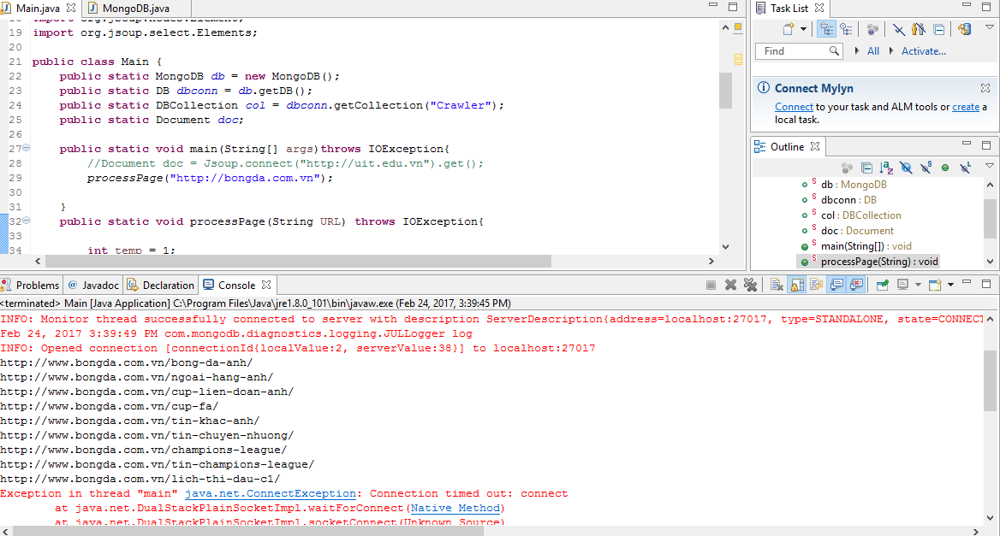 Main.java
MongoDB.java
19 import org.jsoup.select.Elements;
20
21 public class Main {
22 public static MongoDB db = new MongoDB();
23 public static DB dbconn = db.getDB();
24 public static DBCollection col = dbconn.getCollection("Crawler");
25 public static Document doc;
26
27 public static void main(String[] args)throws IOException{
28 //Document doc = Jsoup.connect("http://uit.edu.vn").get();
29 processPage("http://bongda.com.vn");
30
31 }
32 public static void processPage(String URL) throws IOException{
33
34 int temp = 1;
Task List
Find
All
Activate...
Connect Mylyn
Connect to your task and ALM tools or create a
local task.
Outline
db : MongoDB
dbconn : DB
col : DBCollection
doc : Document
main(String[]) : void
processPage(String) : void
Problems @ Javadoc Declaration Console
<terminated> Main [Java Application] C:\Program Files\Java\jre1.8.0_101\bin\javaw.exe (Feb 24, 2017, 3:39:45 PM)
INFO: Monitor thread successfully connected to server with description ServerDescription{address=localhost:27017, type=STANDALONE, state=CONNECT
Feb 24, 2017 3:39:49 PM com.mongodb.diagnostics.logging.JULLogger log
INFO: Opened connection [connectionId{localValue:2, serverValue:38}] to localhost:27017
http://www.bongda.com.vn/bong-da-anh/
http://www.bongda.com.vn/ngoai-hang-anh/
http://www.bongda.com.vn/cup-lien-doan-anh/
http://www.bongda.com.vn/cup-fa/
http://www.bongda.com.vn/tin-khac-anh/
http://www.bongda.com.vn/tin-chuyen-nhuong/
http://www.bongda.com.vn/champions-league/
http://www.bongda.com.vn/tin-champions-league/
http://www.bongda.com.vn/lich-thi-dau-c1/
Exception in thread "main" java.net.ConnectException: Connection timed out: connect
at java.net.DualStackPlainSocketImpl.waitForConnect(Native Method)
at java.net.DualStackPlainSocketImpl.socketConnect(Unknown Source)